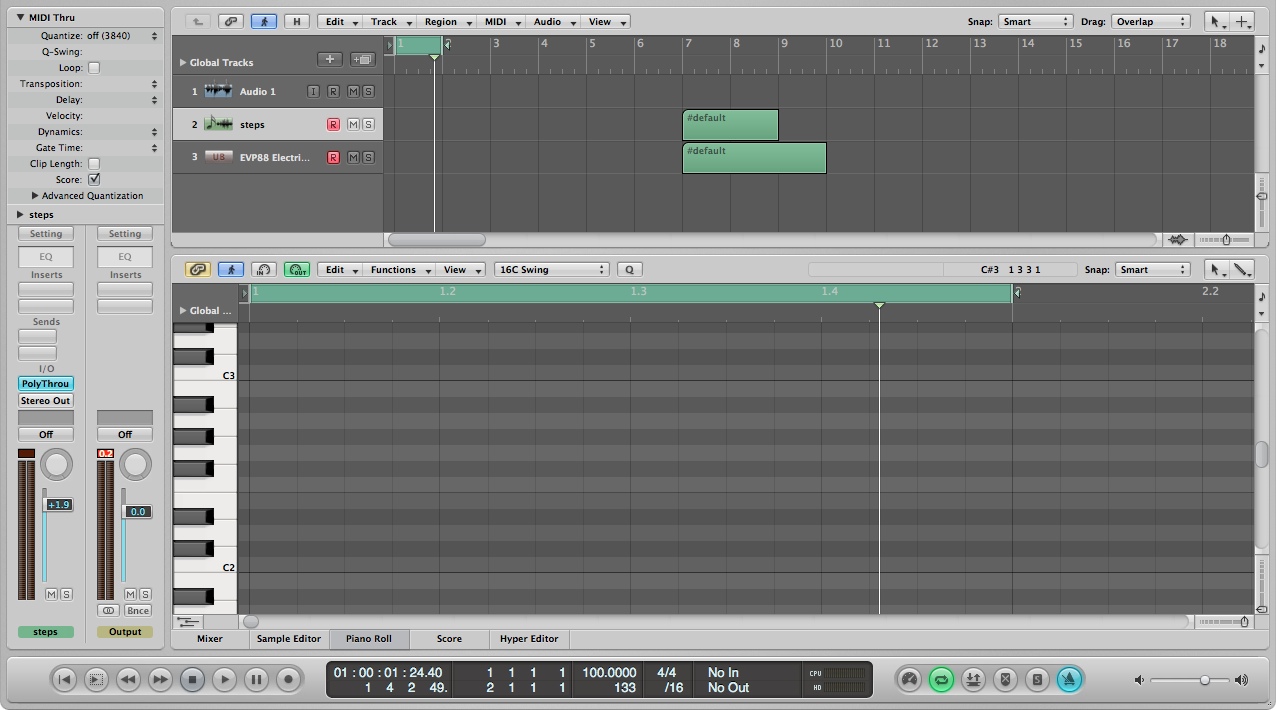 MIDI Thru
Quantize: off (3840)
Q-Swing:
Loop:
Transposition:
Delay:
Velocity:
Dynamics:
Gate Time:
Clip Length:
Score:
Advanced Quantization
steps
Setting Setting
EQ EQ
Inserts Inserts
Sends
I/O
PolyThrou
Stereo Out
Off Off
0.2
+1.9 0.0
M S M S
Bnce
steps Output
H Edit Track Region MIDI Audio View Snap: Smart Drag: Overlap
1 2 3 4 5 6 7 8 9 10 11 12 13 14 15 16 17 18
Global Tracks
1 Audio 1 I R M S
2 steps R M S
#default
3 EVP88 Electri... R M S
#default
IN OUT Edit Functions View 16C Swing Q C#3 1 3 3 1 Snap: Smart
1 1.2 1.3 1.4 2 2.2
Global ...
C3
C2
Mixer Sample Editor Piano Roll Score Hyper Editor
01 : 00 : 01 : 24.40 1 1 1 1 100.0000 4/4 No In CPU
1 4 2 49. 2 1 1 1 133 /16 No Out HD
S